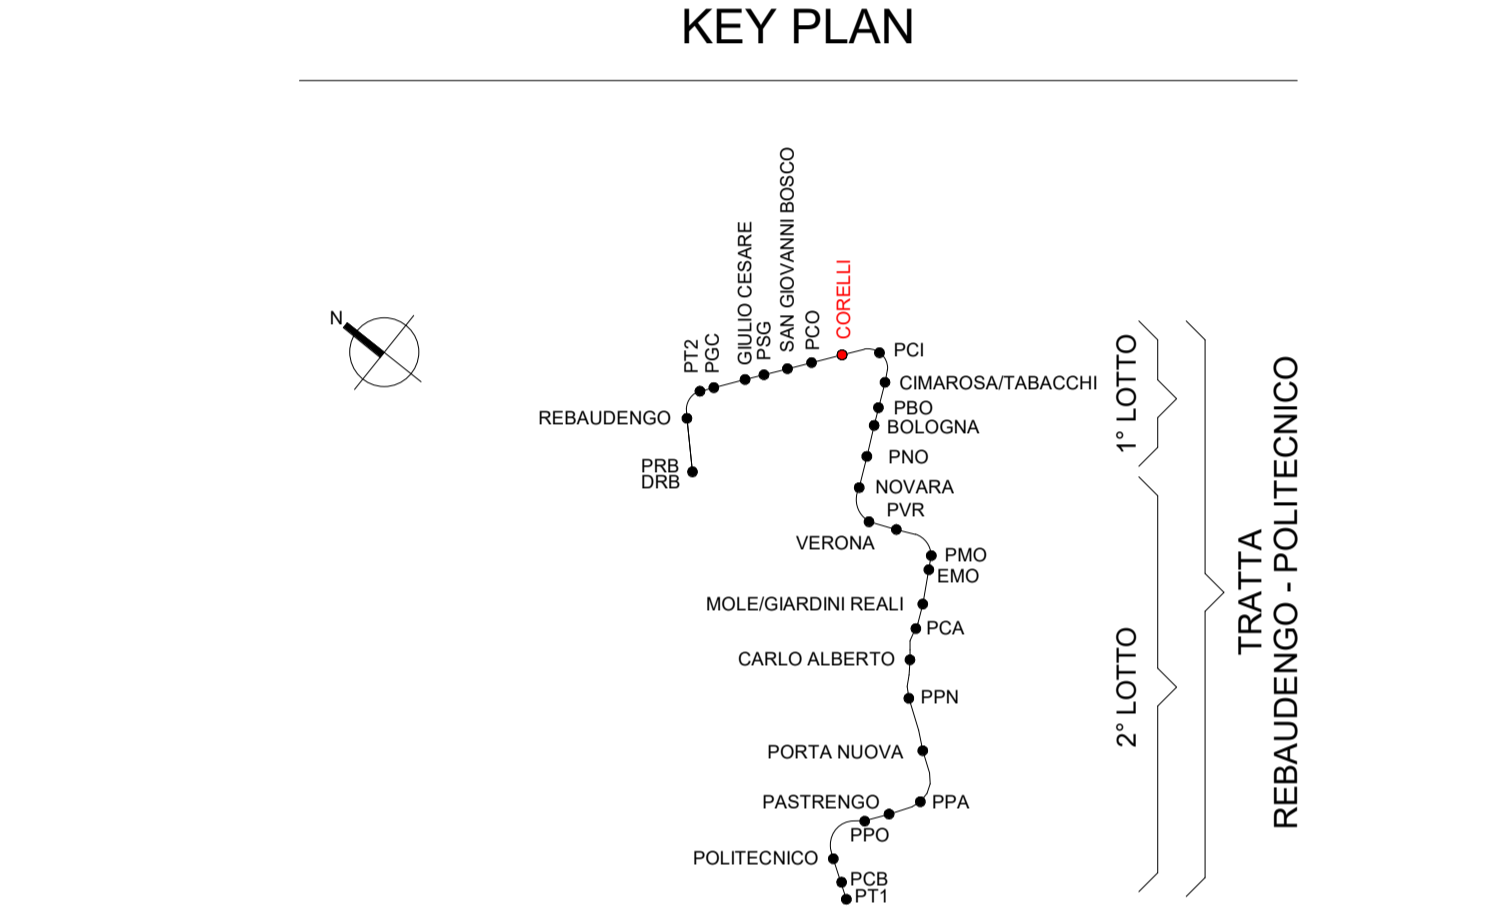 KEY PLAN
N
PT2
PGC
GIULIO CESARE
PSG
SAN GIOVANNI BOSCO
PCO
CORELLI
PCI
CIMAROSA/TABACCHI
REBAUDENGO
PBO
BOLOGNA
PRB
DRB
PNO
NOVARA
PVR
VERONA
PMO
EMO
MOLE/GIARDINI REALI
PCA
CARLO ALBERTO
PPN
PORTA NUOVA
PASTRENGO
PPA
PPO
POLITECNICO
PCB
PT1
1° LOTTO
2° LOTTO
TRATTA
REBAUDENGO - POLITECNICO